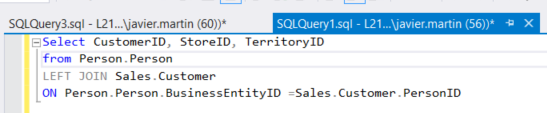 SQLQuery3.sql - L21...\javier.martin (60))* SQLQuery1.sql - L21...\javier.martin (56))*
Select CustomerID, StoreID, TerritoryID
from Person.Person
LEFT JOIN Sales.Customer
ON Person.Person.BusinessEntityID =Sales.Customer.PersonID